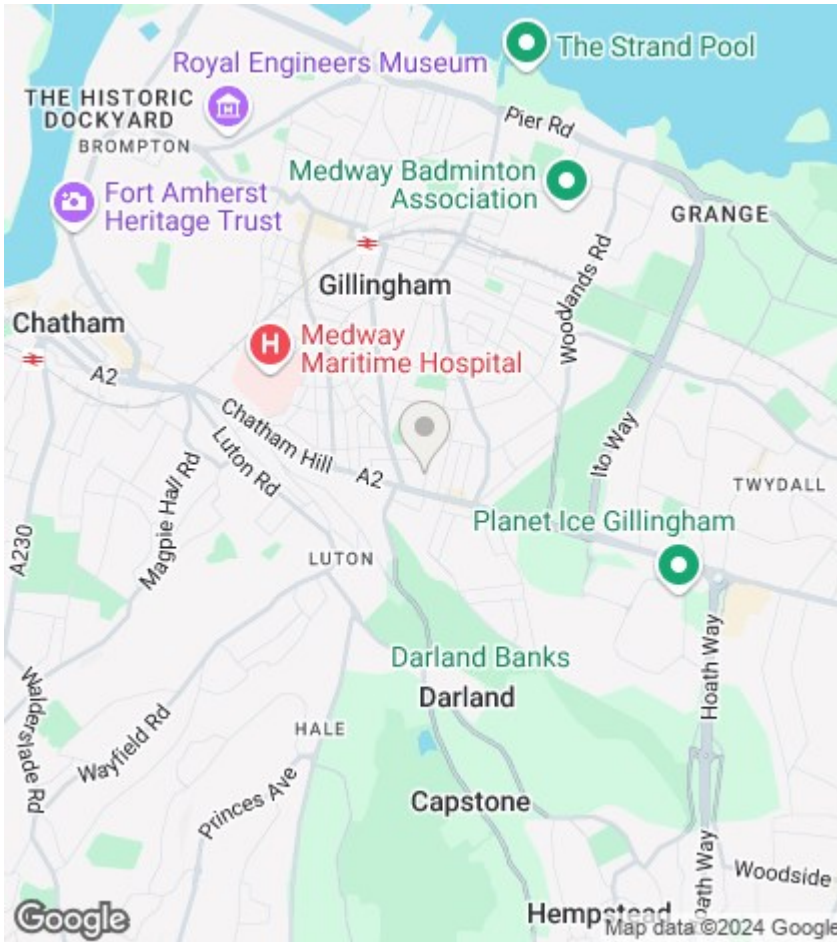 The Strand Pool
Royal Engineers Museum
THE HISTORIC
DOCKYARD
BROMPTON
Pier Rd
Medway Badminton
Association
Fort Amherst
Heritage Trust
GRANGE
Woodlands Rd
Gillingham
Chatham
H
Medway
Maritime Hospital
A2
Chatham Hill
A2
Luton Rd
Magpie Hall Rd
Ito Way
TWYDALL
Planet Ice Gillingham
A230
LUTON
Darland Banks
Darland
Hoath Way
Walderslade Rd
Wayfield Rd
HALE
Princes Ave
Capstone
Woodside
Hempstead
oath Way
Google
Map data ©2024 Google